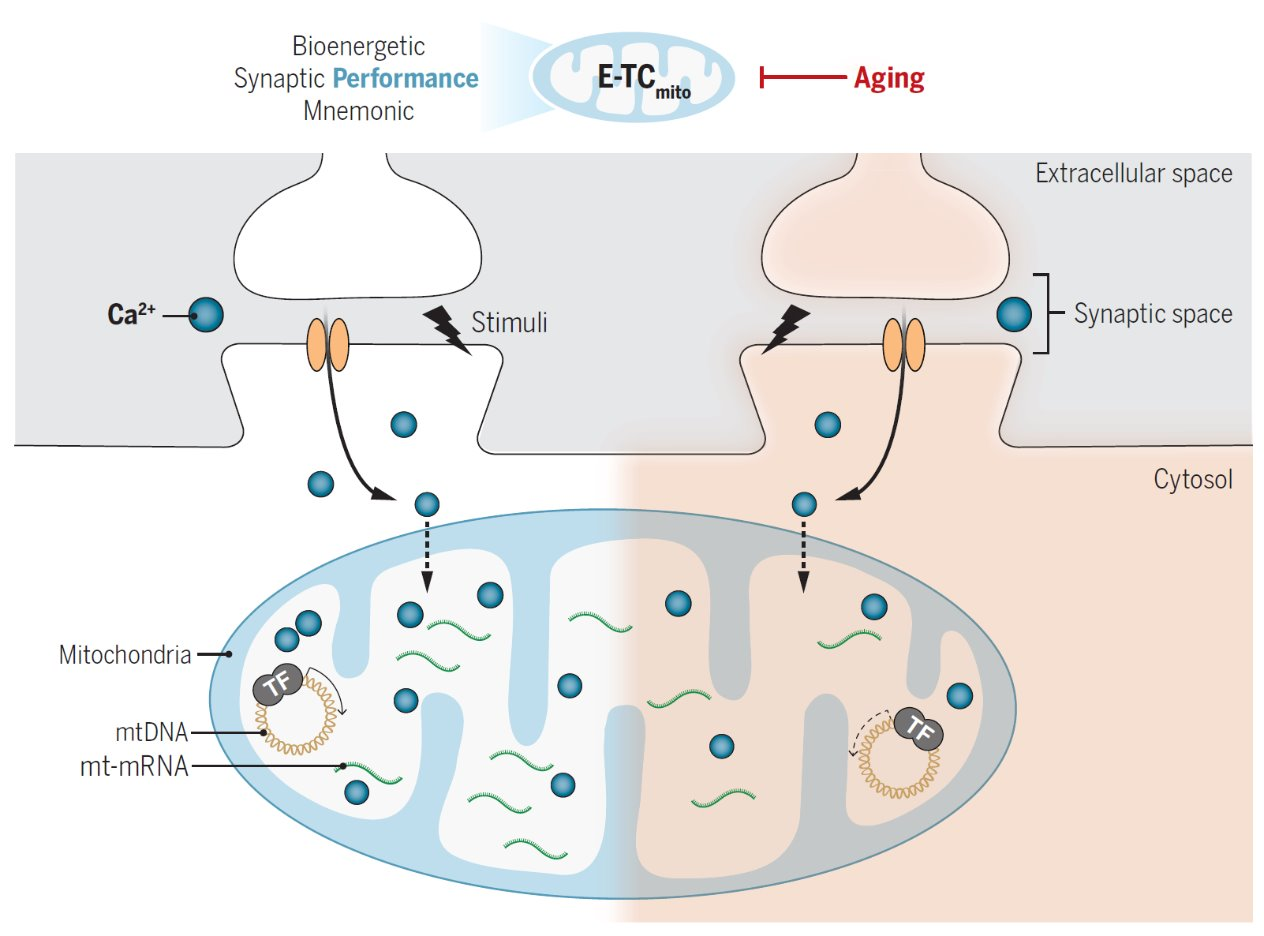 Bioenergetic
Synaptic Performance
Mnemonic
E-TCmito
Aging
Extracellular space
Ca²⁺
Stimuli
Synaptic space
Cytosol
Mitochondria
TF
mtDNA
mt-mRNA
TF